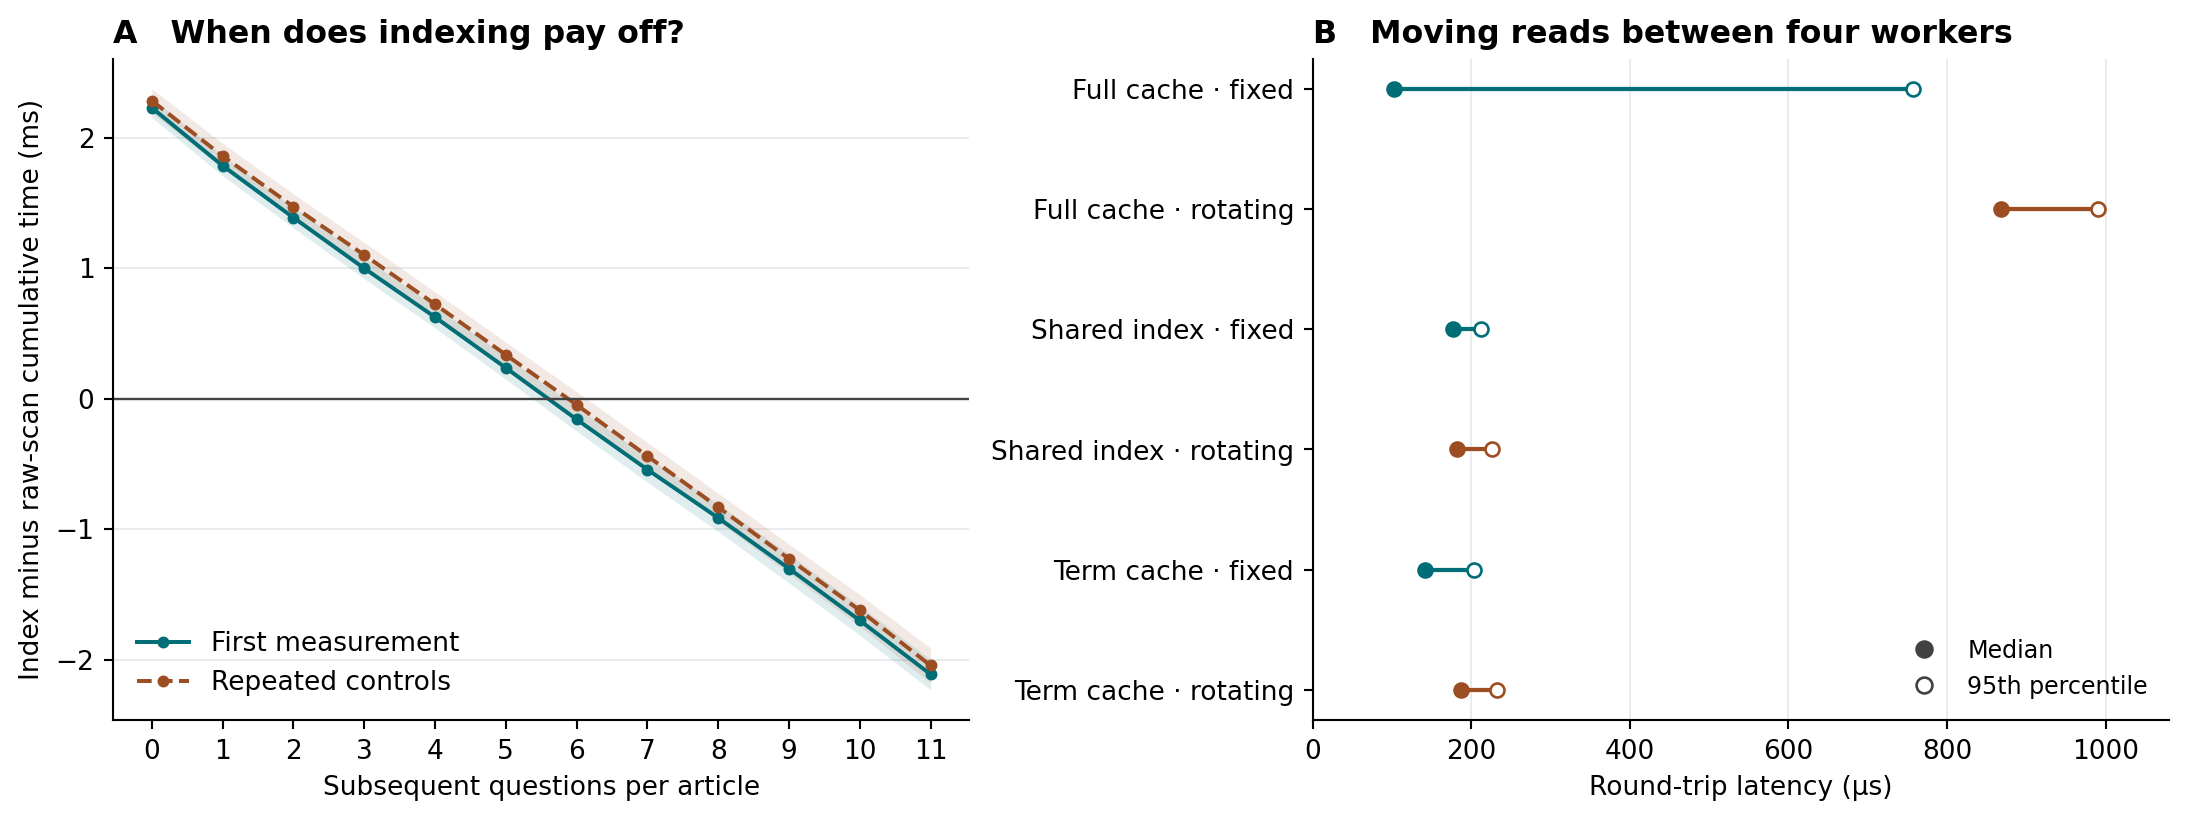 A When does indexing pay off?
Index minus raw-scan cumulative time (ms)
2
1
0
−1
−2
First measurement
Repeated controls
0 1 2 3 4 5 6 7 8 9 10 11
Subsequent questions per article
B Moving reads between four workers
Full cache · fixed
Full cache · rotating
Shared index · fixed
Shared index · rotating
Term cache · fixed
Term cache · rotating
Median
95th percentile
0 200 400 600 800 1000
Round-trip latency (µs)